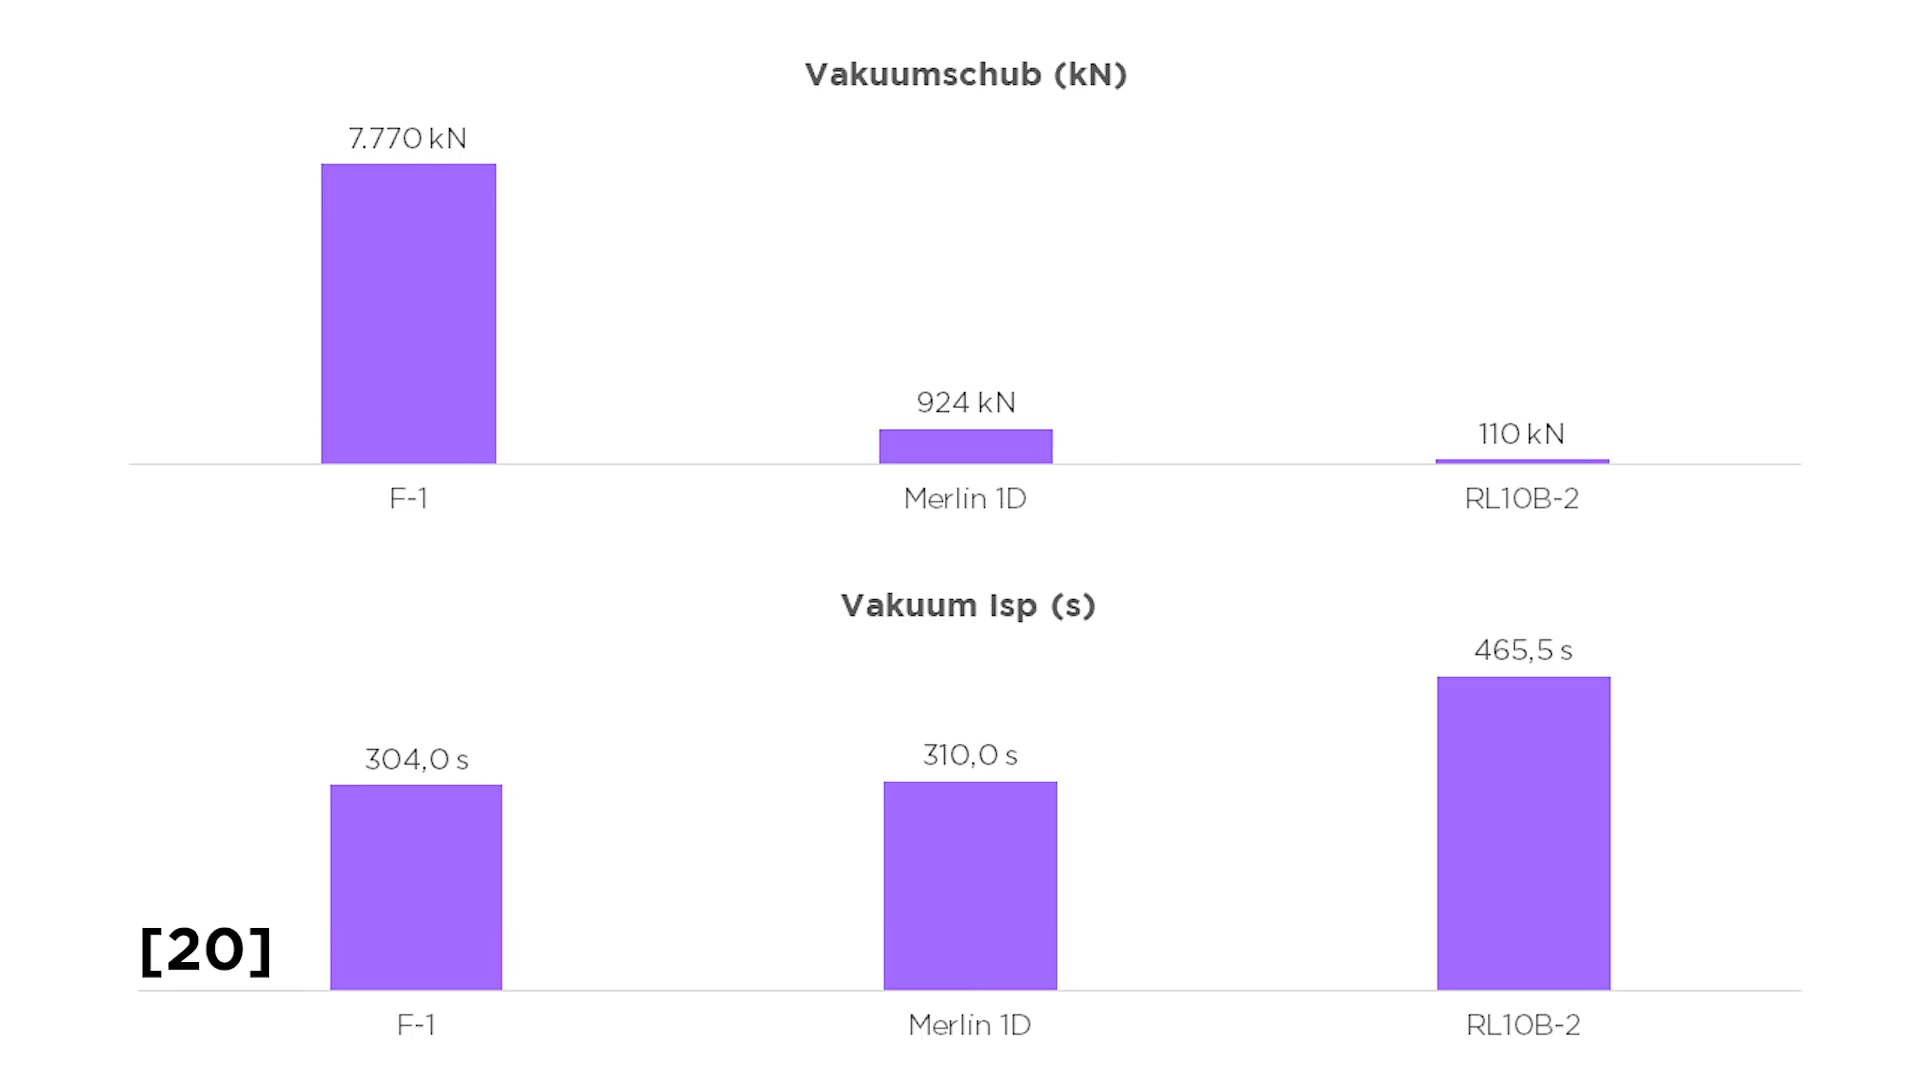 Vakuumschub (kN)
7.770 kN
924 kN
110 kN
F-1
Merlin 1D
RL10B-2
Vakuum Isp (s)
465,5 s
304,0 s
310,0 s
[20]
F-1
Merlin 1D
RL10B-2